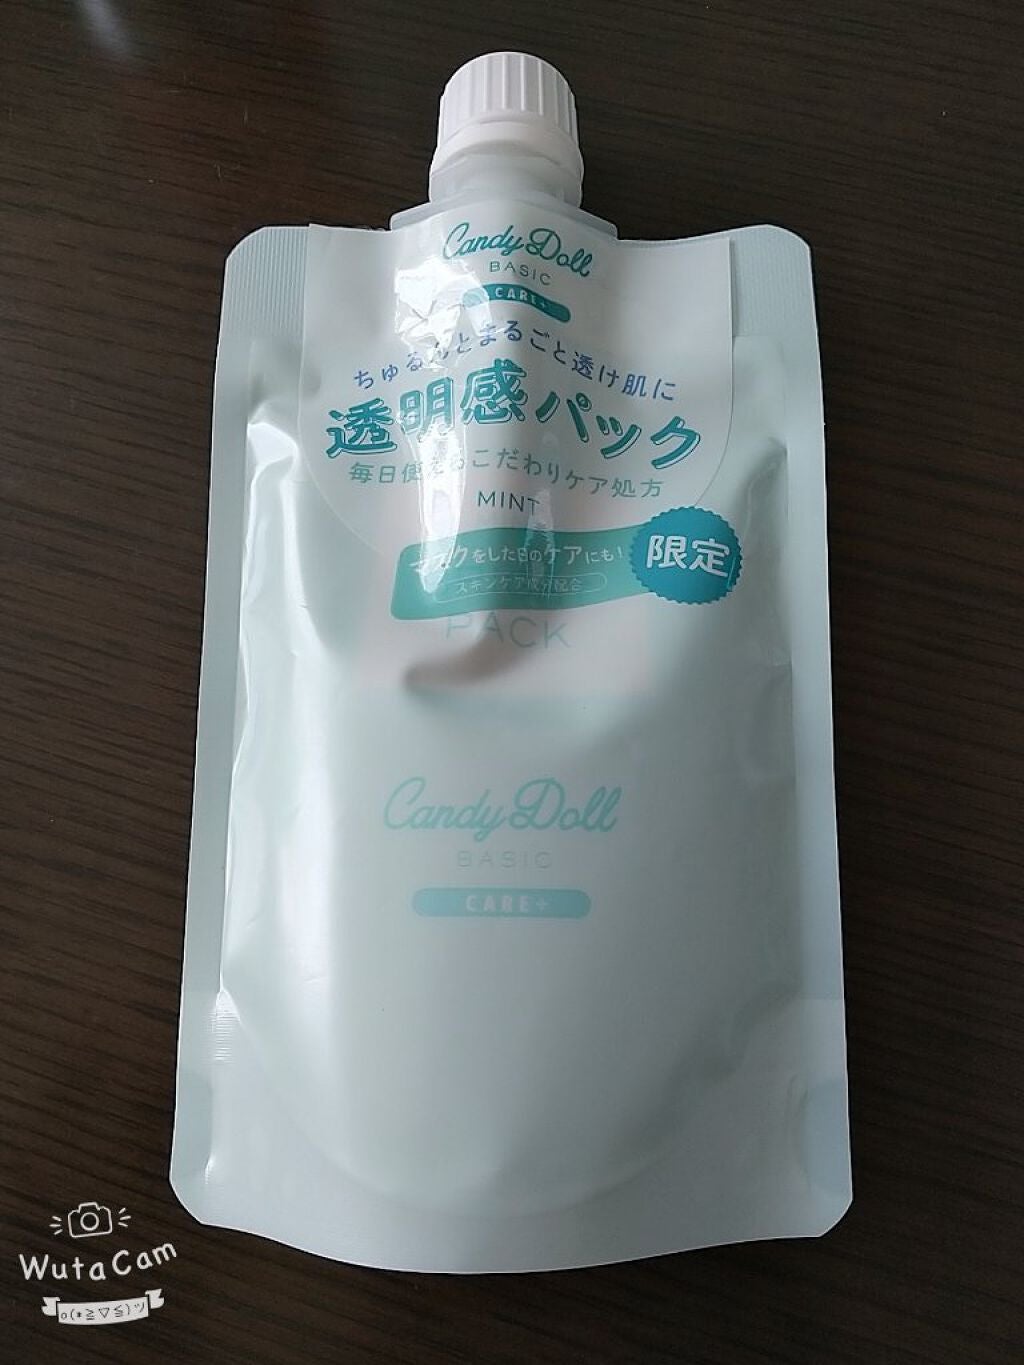 Candy Doll
BASIC
CARE+
ちゅるんとまるごと透け肌に
透明感パック
毎日使えるこだわりケア処方
MINT
マスクをした日のケアにも!
限定
スキンケア成分配合
PACK
Candy Doll
BASIC
CARE+
WutaCam
o(*≧▽≦)ツ